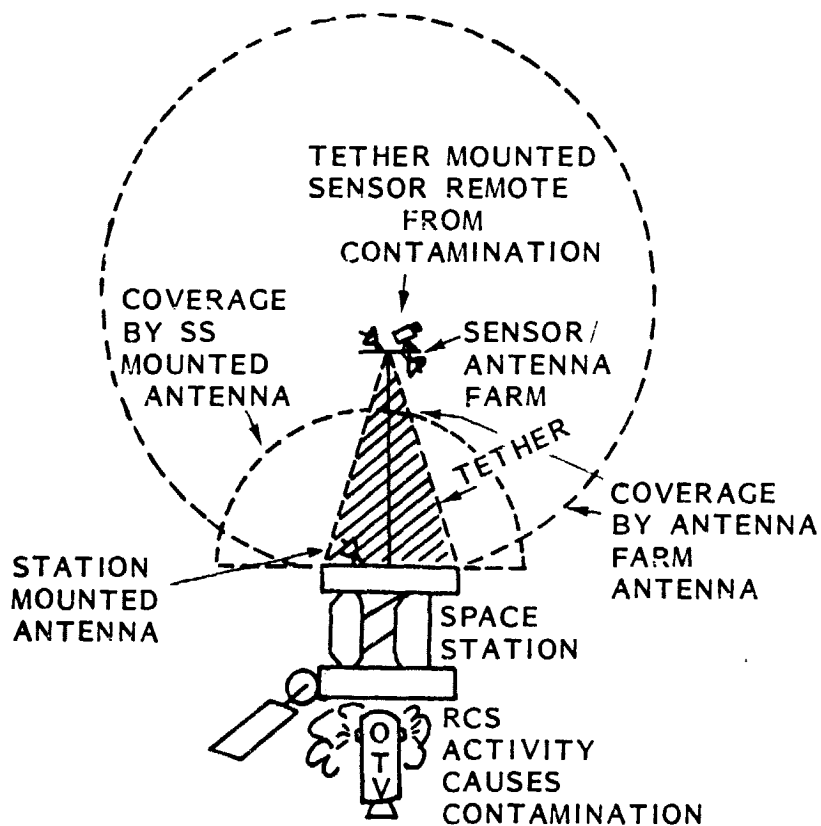 TETHER MOUNTED
SENSOR REMOTE
FROM
CONTAMINATION
COVERAGE
BY SS
MOUNTED
ANTENNA
SENSOR/
ANTENNA
FARM
TETHER
COVERAGE
BY ANTENNA
FARM
ANTENNA
STATION
MOUNTED
ANTENNA
SPACE
STATION
OTV
RCS
ACTIVITY
CAUSES
CONTAMINATION